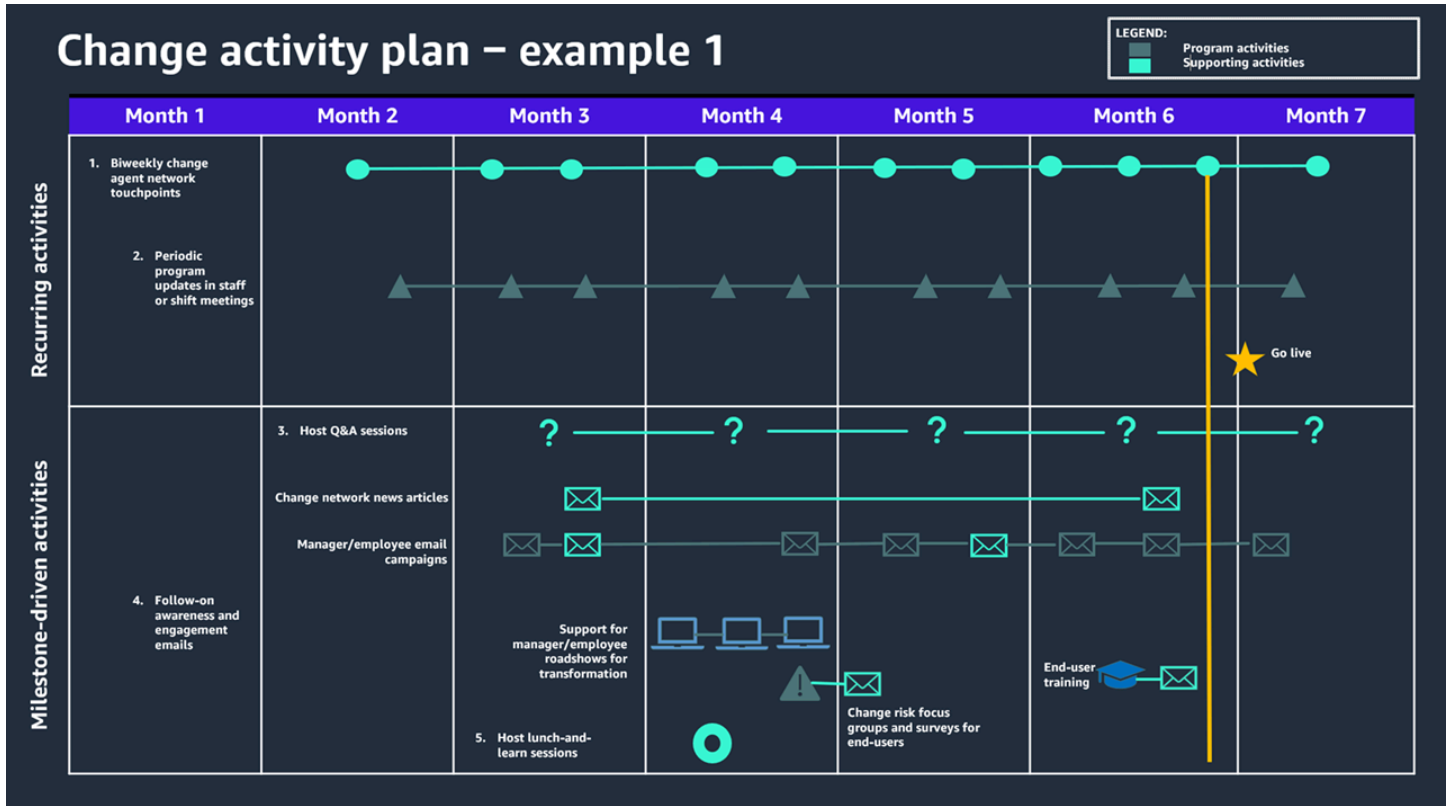 Change activity plan – example 1
LEGEND:
Program activities
Supporting activities
Month 1
Month 2
Month 3
Month 4
Month 5
Month 6
Month 7
Recurring activities
1. Biweekly change
agent network
touchpoints
2. Periodic
program
updates in staff
or shift meetings
Go live
Milestone-driven activities
3. Host Q&A sessions
? ? ? ? ?
Change network news articles
Manager/employee email
campaigns
4. Follow-on
awareness and
engagement
emails
Support for
manager/employee
roadshows for
transformation
!
Change risk focus
groups and surveys for
end-users
End-user
training
5. Host lunch-and-
learn sessions